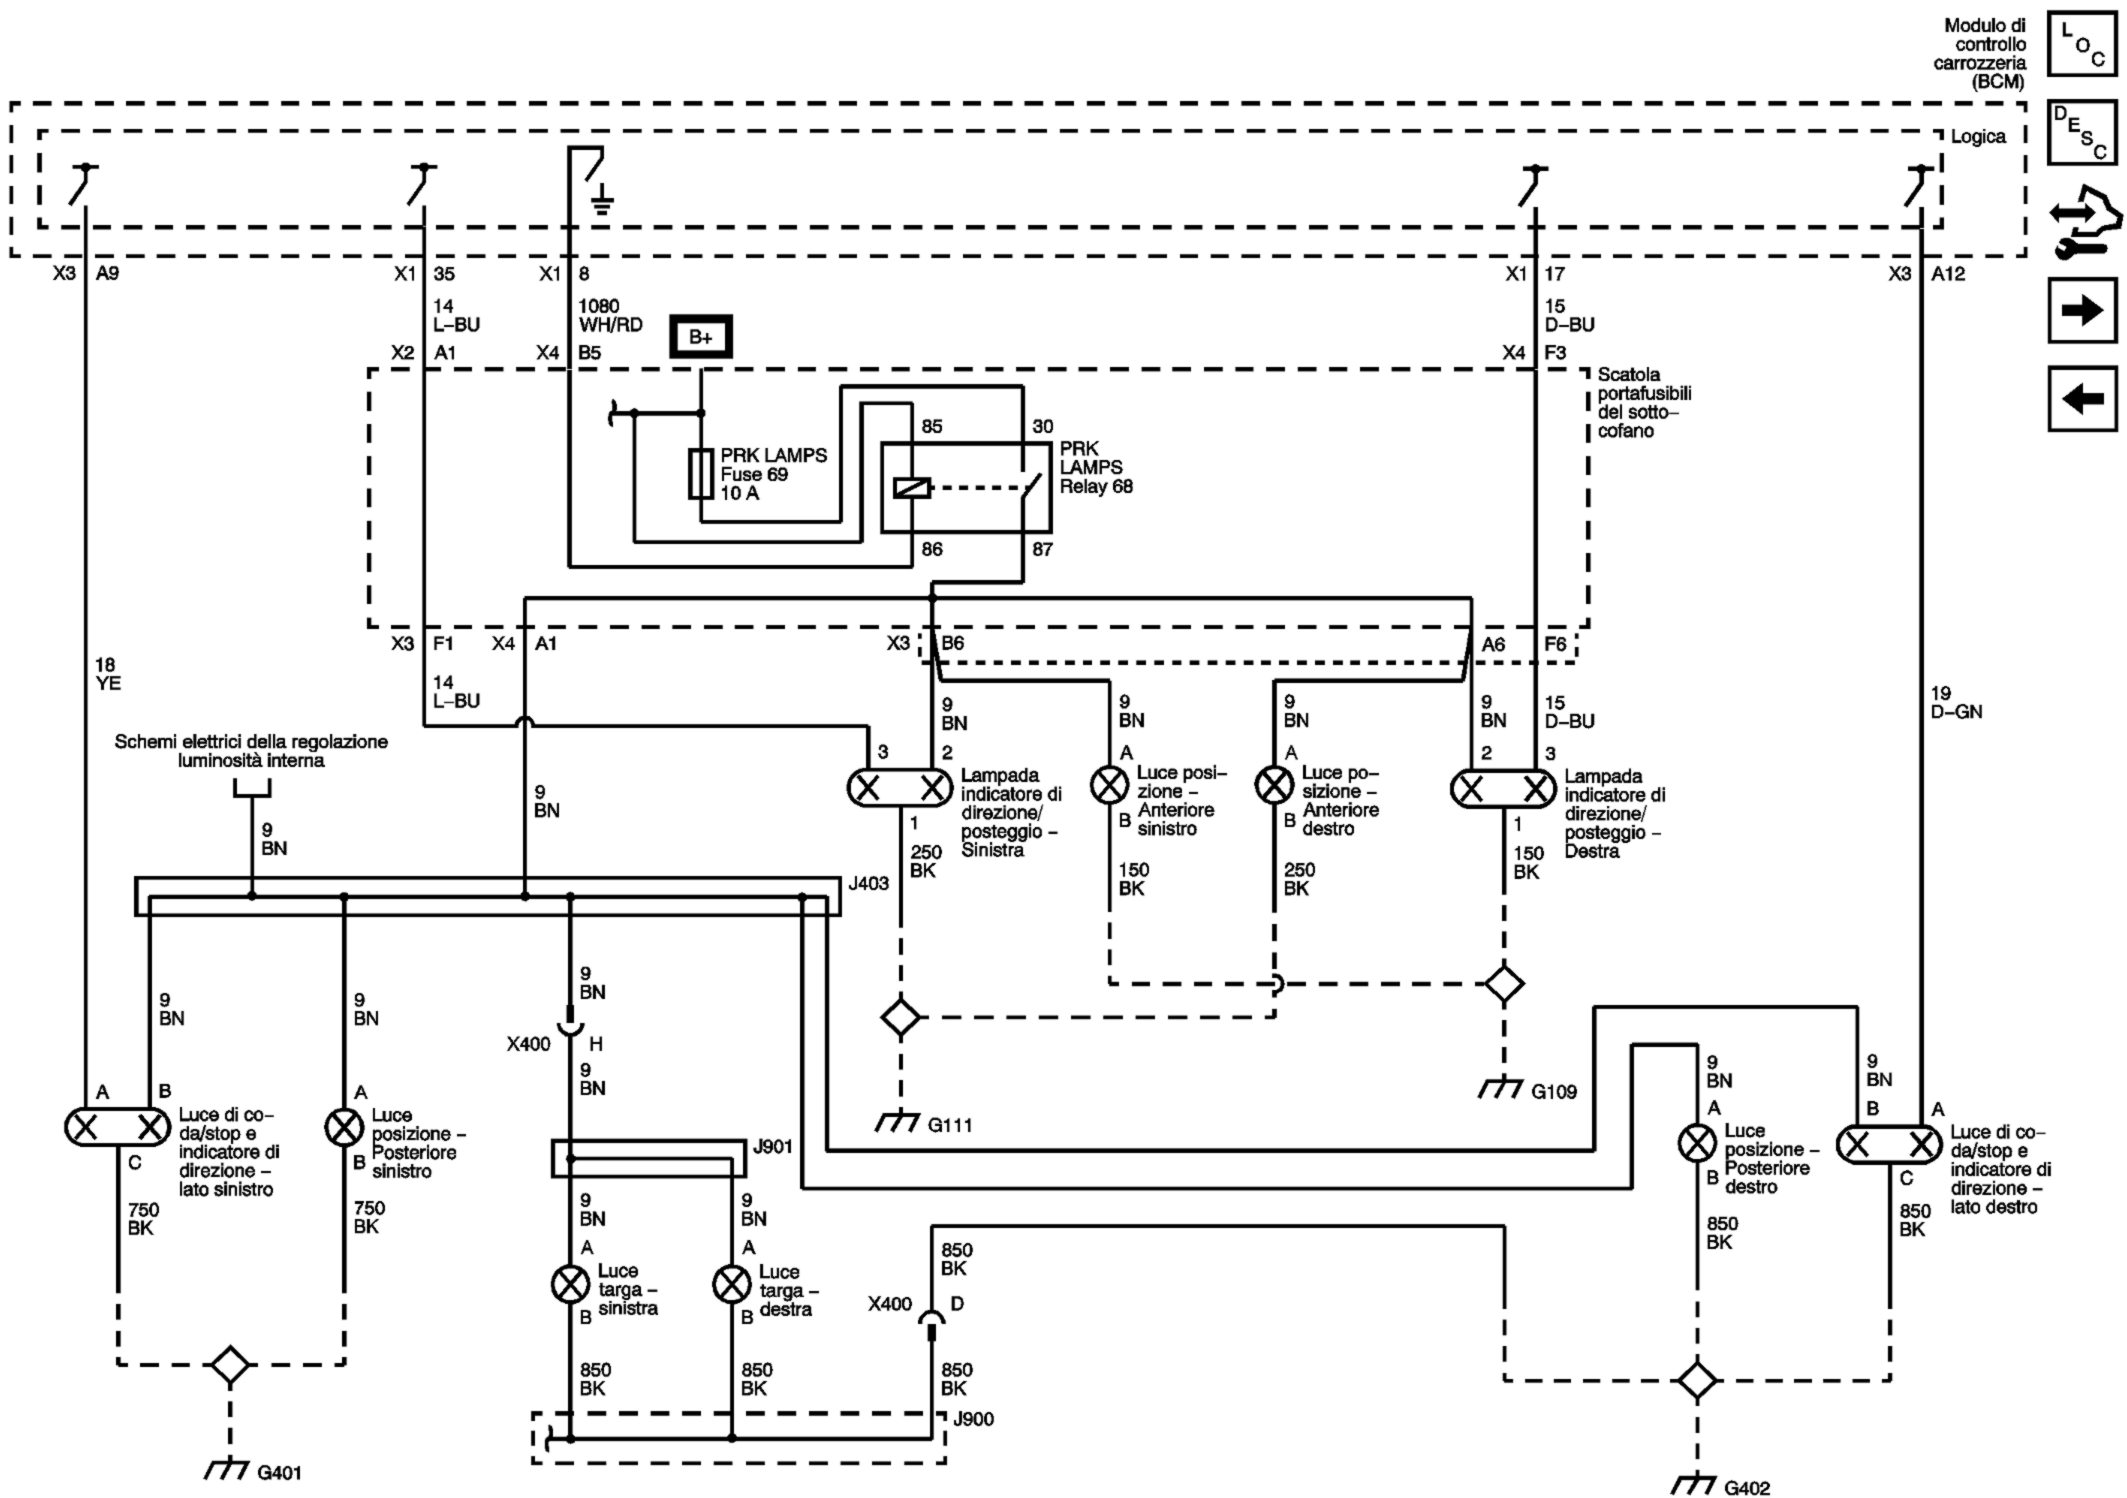 Modulo di
controllo
carrozzeria
(BCM)
L
O
C
D
E
S
C
Logica
X3 A9
X1 35
X1 8
X1 17
X3 A12
14
L-BU
1080
WH/RD
15
D-BU
B+
X2 A1
X4 B5
X4 F3
Scatola
portafusibili
del sotto-
cofano
85
30
PRK LAMPS
Fuse 69
10 A
PRK
LAMPS
Relay 68
86
87
X3 F1
X4 A1
X3 B6
A6
F6
18
YE
14
L-BU
9
BN
9
BN
9
BN
9
BN
15
D-BU
19
D-GN
Schemi elettrici della regolazione
luminosità interna
3
2
A
A
2
3
9
BN
9
BN
Lampada
indicatore di
direzione/
posteggio -
Sinistra
Luce posi-
zione -
Anteriore
sinistro
B
Luce po-
sizione -
Anteriore
destro
B
Lampada
indicatore di
direzione/
posteggio -
Destra
1
1
250
BK
150
BK
250
BK
150
BK
J403
9
BN
9
BN
9
BN
X400 H
9
BN
G111
G109
9
BN
9
BN
A
B
A
A
B
A
Luce di co-
da/stop e
indicatore di
direzione -
lato sinistro
C
Luce
posizione -
Posteriore
sinistro
B
J901
Luce
posizione -
Posteriore
destro
B
Luce di co-
da/stop e
indicatore di
direzione -
lato destro
C
750
BK
750
BK
9
BN
9
BN
850
BK
850
BK
A
A
Luce
targa -
sinistra
B
Luce
targa -
destra
B
850
BK
X400 D
850
BK
850
BK
850
BK
J900
G401
G402